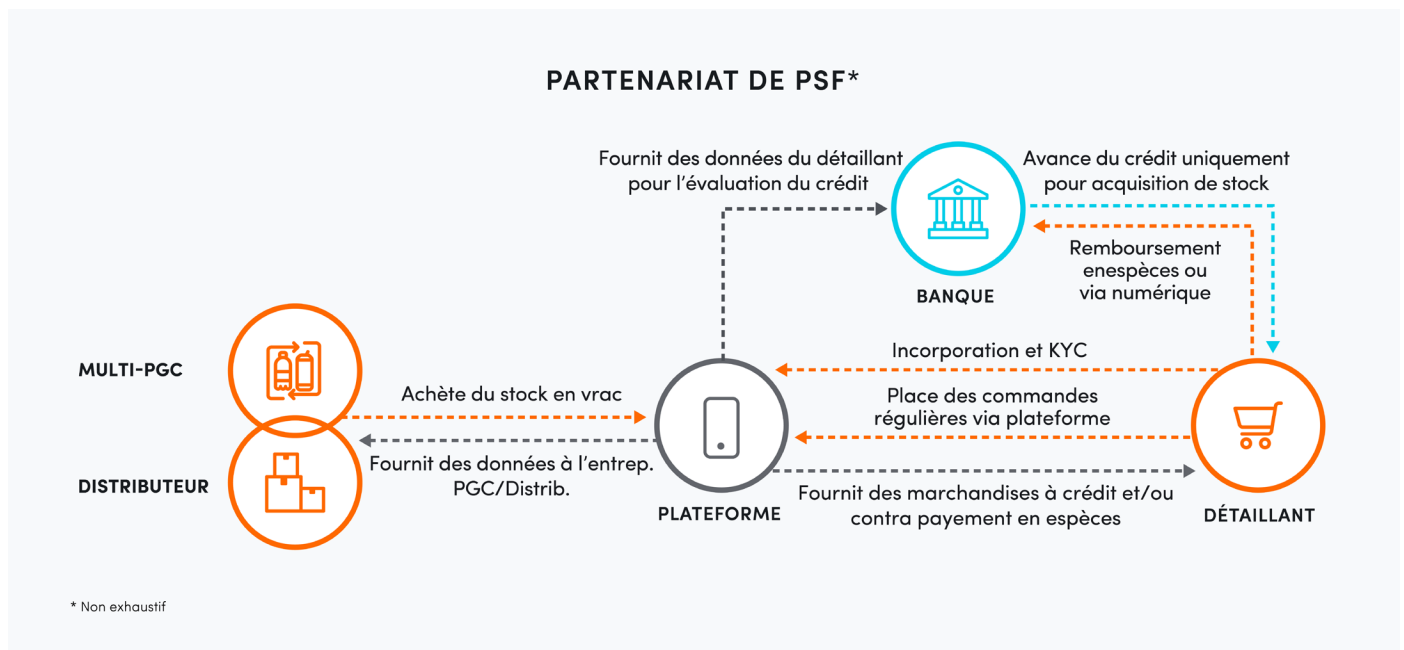 PARTENARIAT DE PSF*
Fournit des données du détaillant
pour l'évaluation du crédit
Avance du crédit uniquement
pour acquisition de stock
Remboursement
enespèces ou
via numérique
BANQUE
MULTI-PGC
Achète du stock en vrac
Incorporation et KYC
Place des commandes
régulières via plateforme
DISTRIBUTEUR
Fournit des données à l'entrep.
PGC/Distrib.
PLATEFORME
Fournit des marchandises à crédit et/ou
contra payement en espèces
DÉTAILLANT
* Non exhaustif